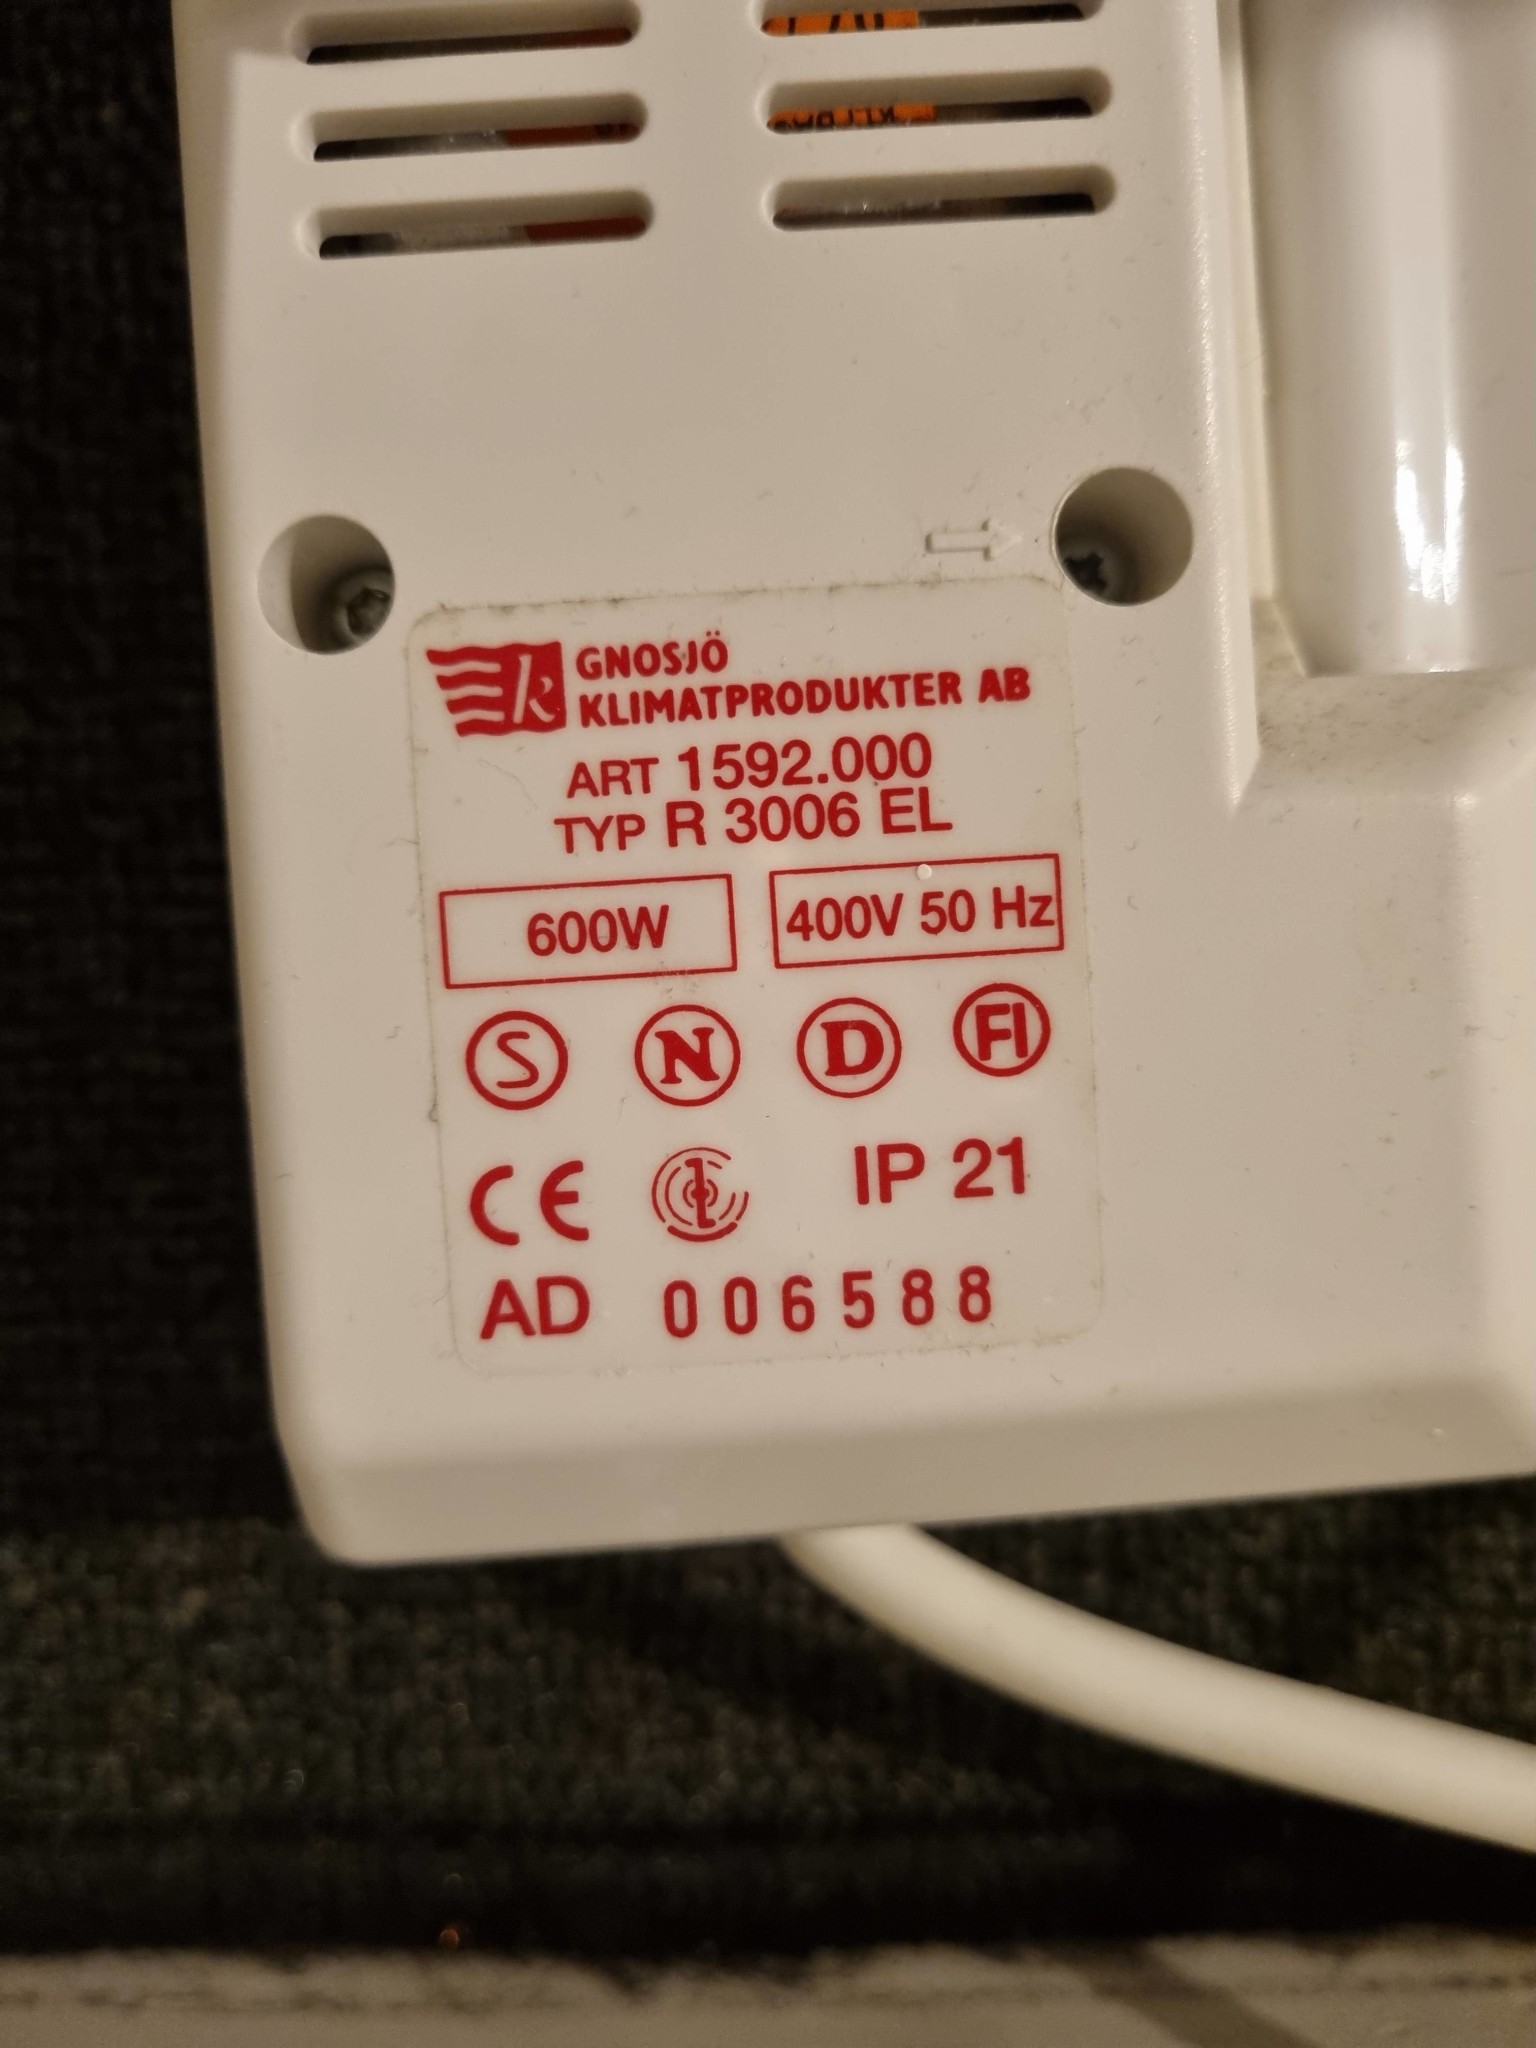 GNOSJÖ
KLIMATPRODUKTER AB
ART 1592.000
TYP R 3006 EL
600W 400V 50 Hz
S N D FI
CE IP 21
AD 006588